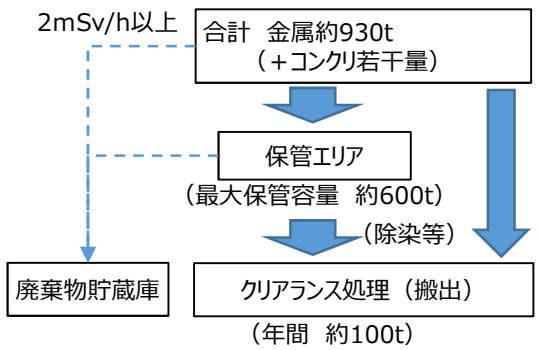 2mSv/h以上
合計 金属約930t
(+コンクリ若干量)
保管エリア
(最大保管容量 約600t)
(除染等)
廃棄物貯蔵庫
クリアランス処理(搬出)
(年間 約100t)